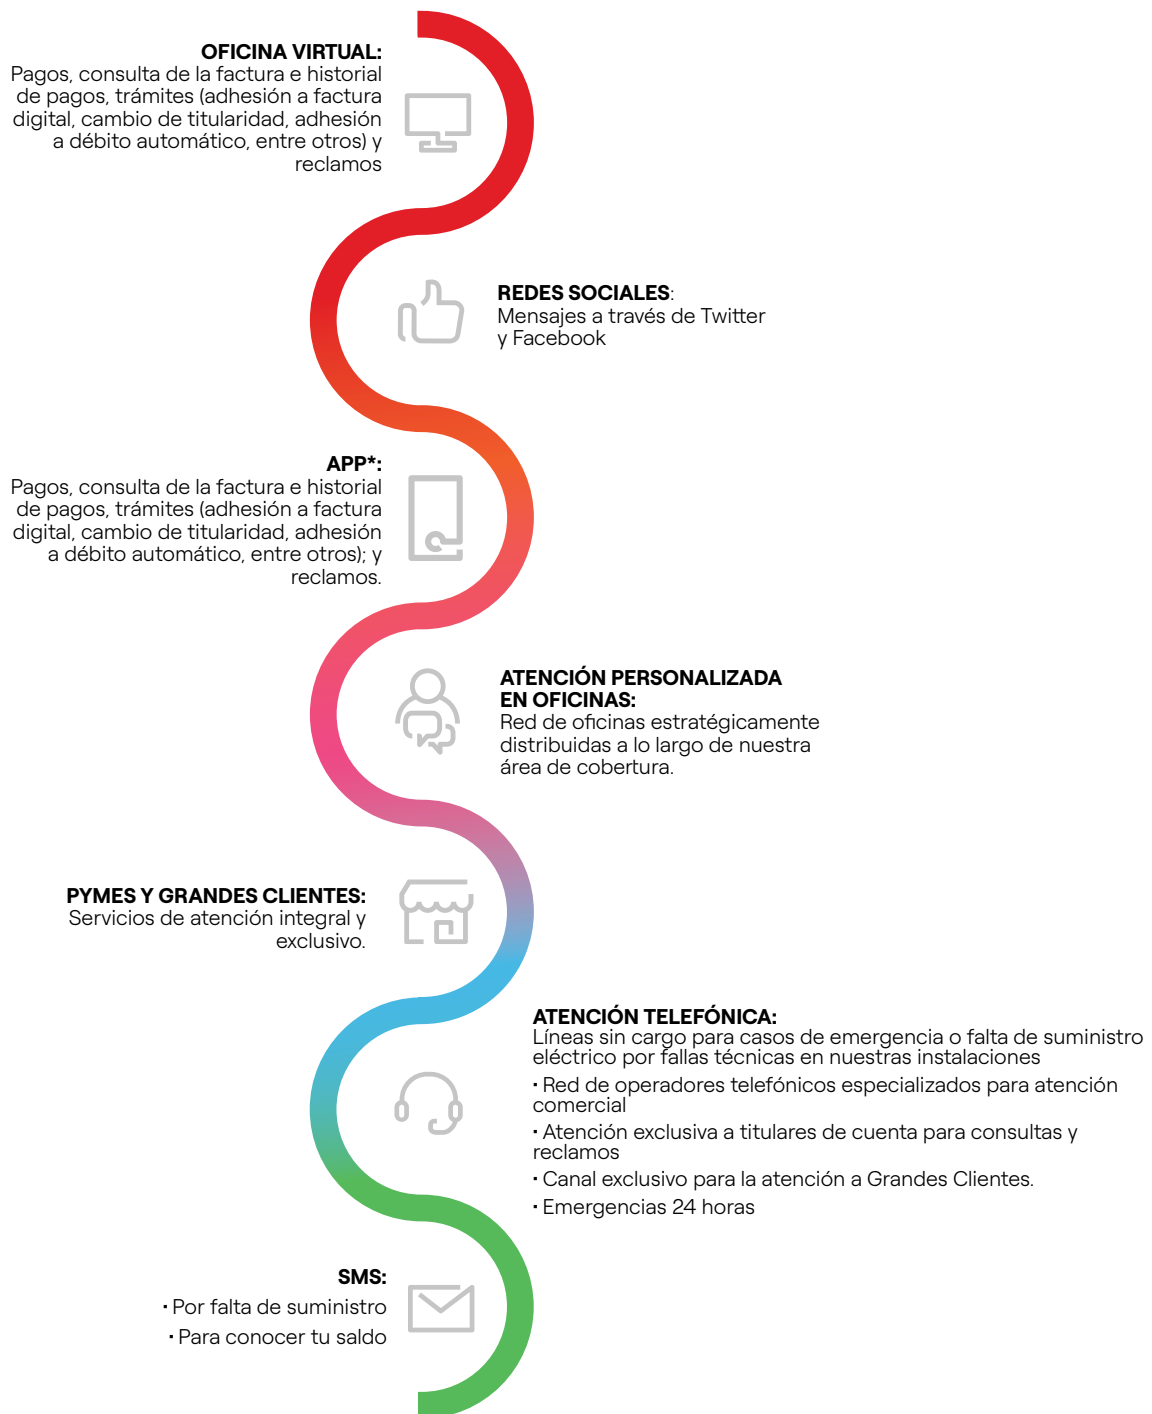 OFICINA VIRTUAL:
Pagos, consulta de la factura e historial
de pagos, trámites (adhesión a factura
digital, cambio de titularidad, adhesión
a débito automático, entre otros) y
reclamos
REDES SOCIALES:
Mensajes a través de Twitter
y Facebook
APP*:
Pagos, consulta de la factura e historial
de pagos, trámites (adhesión a factura
digital, cambio de titularidad, adhesión
a débito automático, entre otros); y
reclamos.
ATENCIÓN PERSONALIZADA
EN OFICINAS:
Red de oficinas estratégicamente
distribuidas a lo largo de nuestra
área de cobertura.
PYMES Y GRANDES CLIENTES:
Servicios de atención integral y
exclusivo.
ATENCIÓN TELEFÓNICA:
Líneas sin cargo para casos de emergencia o falta de suministro
eléctrico por fallas técnicas en nuestras instalaciones
· Red de operadores telefónicos especializados para atención
comercial
· Atención exclusiva a titulares de cuenta para consultas y
reclamos
· Canal exclusivo para la atención a Grandes Clientes.
· Emergencias 24 horas
SMS:
· Por falta de suministro
· Para conocer tu saldo